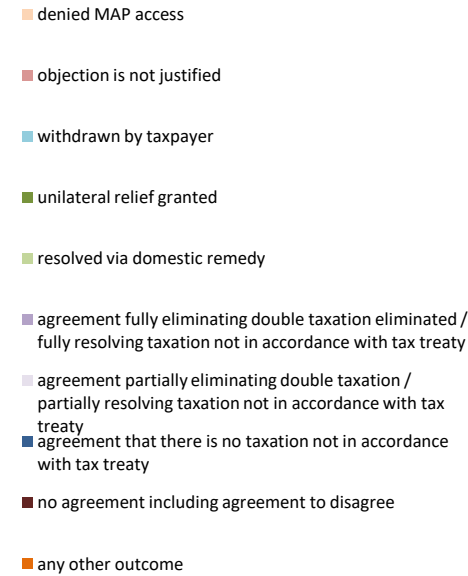 denied MAP access
objection is not justified
withdrawn by taxpayer
unilateral relief granted
resolved via domestic remedy
agreement fully eliminating double taxation eliminated /
fully resolving taxation not in accordance with tax treaty
agreement partially eliminating double taxation /
partially resolving taxation not in accordance with tax
treaty
agreement that there is no taxation not in accordance
with tax treaty
no agreement including agreement to disagree
any other outcome